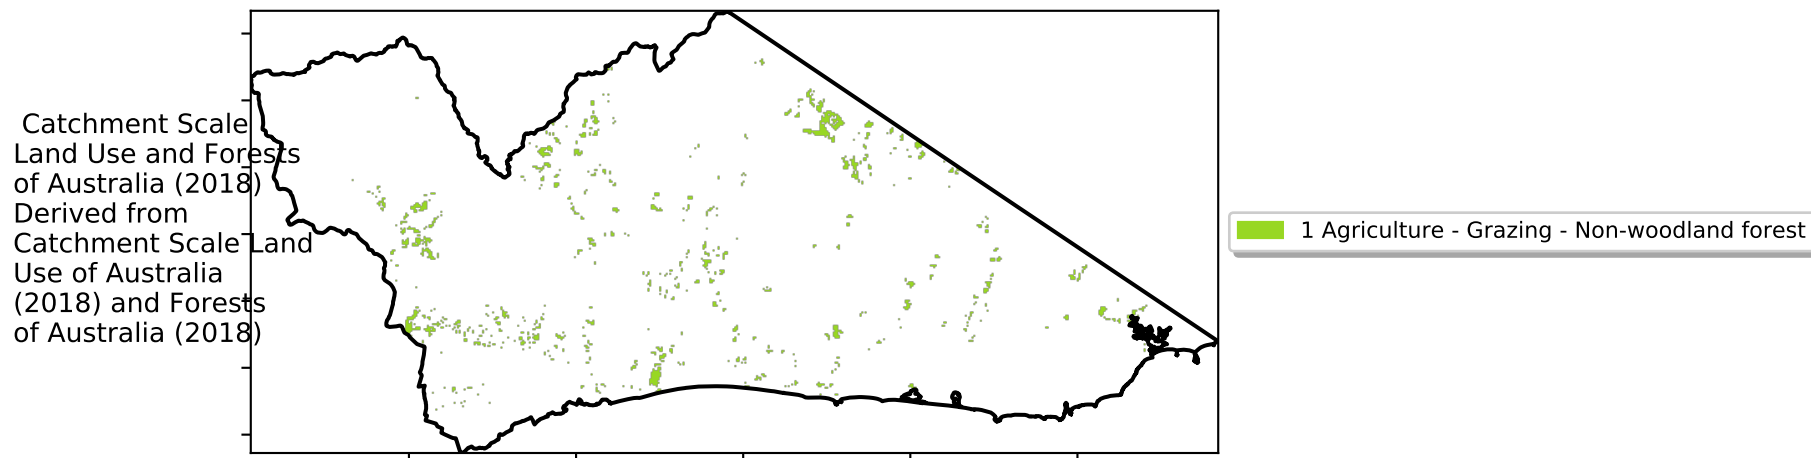 Catchment Scale
Land Use and Forests
of Australia (2018)
Derived from
Catchment Scale Land
Use of Australia
(2018) and Forests
of Australia (2018)
1 Agriculture - Grazing - Non-woodland forest